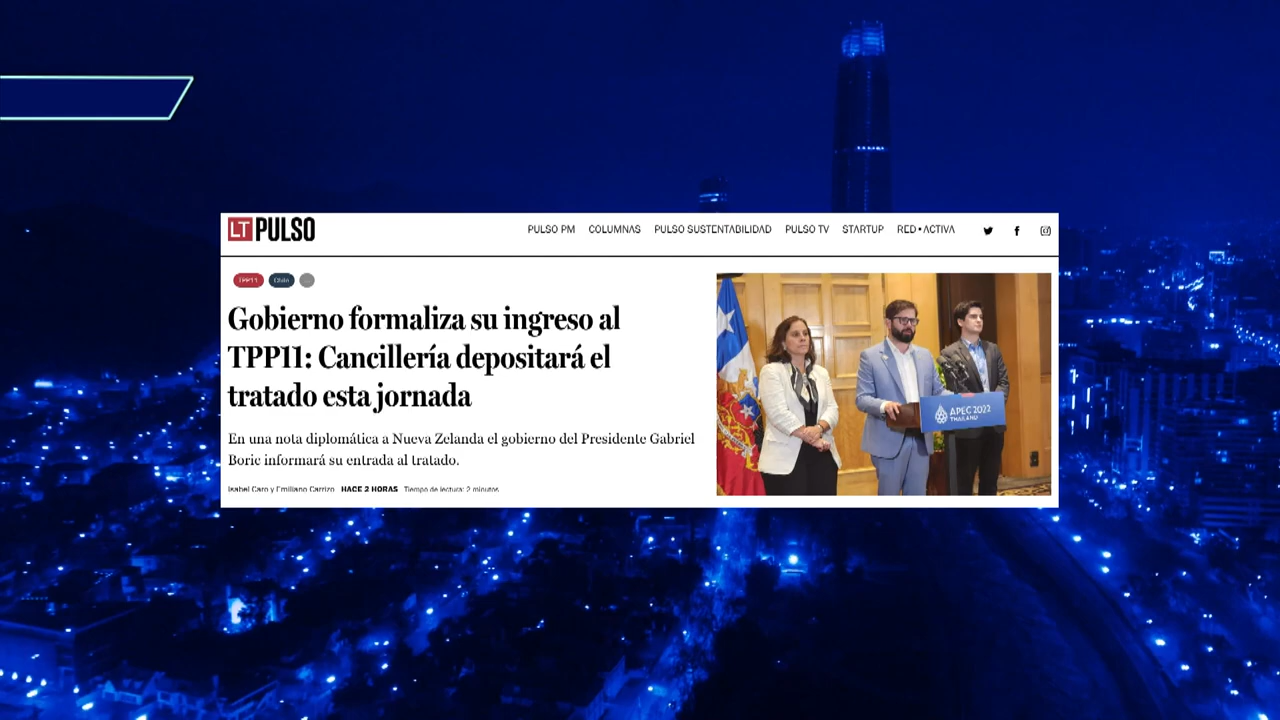 LT PULSO
PULSO PM COLUMNAS PULSO SUSTENTABILIDAD PULSO TV STARTUP RED•ACTIVA
TPP11 Chile
Gobierno formaliza su ingreso al
TPP11: Cancillería depositará el
tratado esta jornada
En una nota diplomática a Nueva Zelanda el gobierno del Presidente Gabriel
Boric informará su entrada al tratado.
Isabel Caro y Emiliano Carrizo HACE 2 HORAS Tiempo de lectura: 2 minutos
APEC 2022
THAILAND